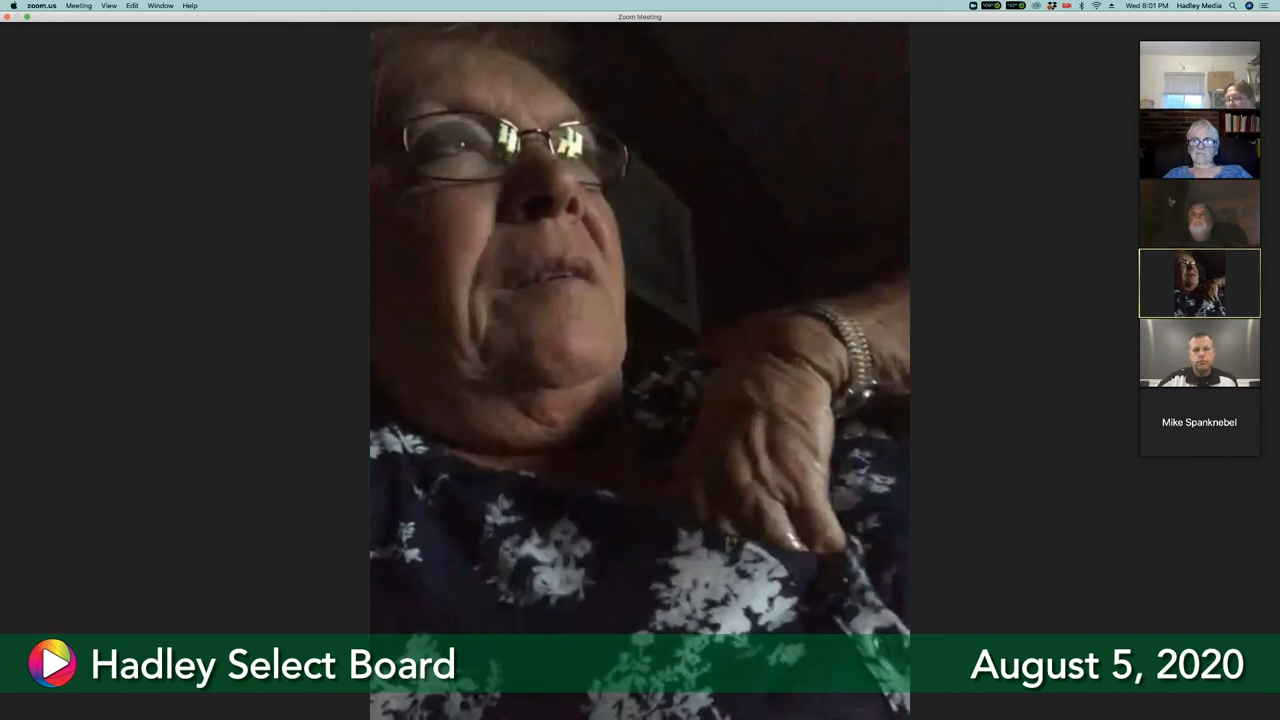 zoom.us Meeting View Edit Window Help
Wed 8:01 PM Hadley Media
Zoom Meeting
Mike Spanknebel
Hadley Select Board
August 5, 2020